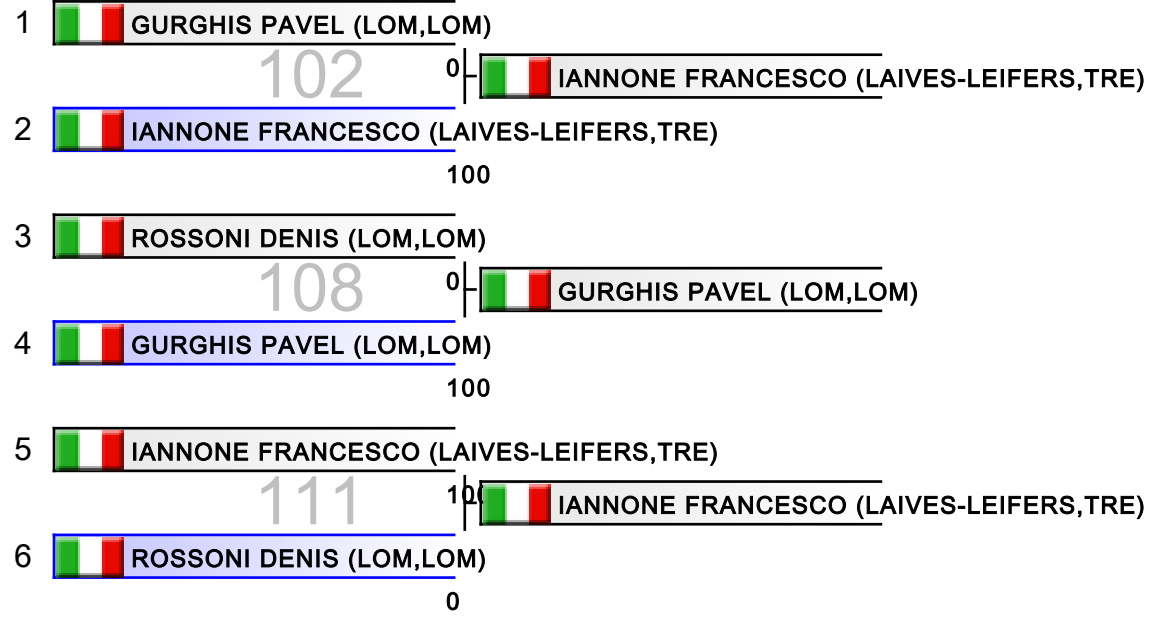 1 GURGHIS PAVEL (LOM,LOM)
102 0 IANNONE FRANCESCO (LAIVES-LEIFERS,TRE)
2 IANNONE FRANCESCO (LAIVES-LEIFERS,TRE)
100
3 ROSSONI DENIS (LOM,LOM)
108 0 GURGHIS PAVEL (LOM,LOM)
4 GURGHIS PAVEL (LOM,LOM)
100
5 IANNONE FRANCESCO (LAIVES-LEIFERS,TRE)
111 100 IANNONE FRANCESCO (LAIVES-LEIFERS,TRE)
6 ROSSONI DENIS (LOM,LOM)
0